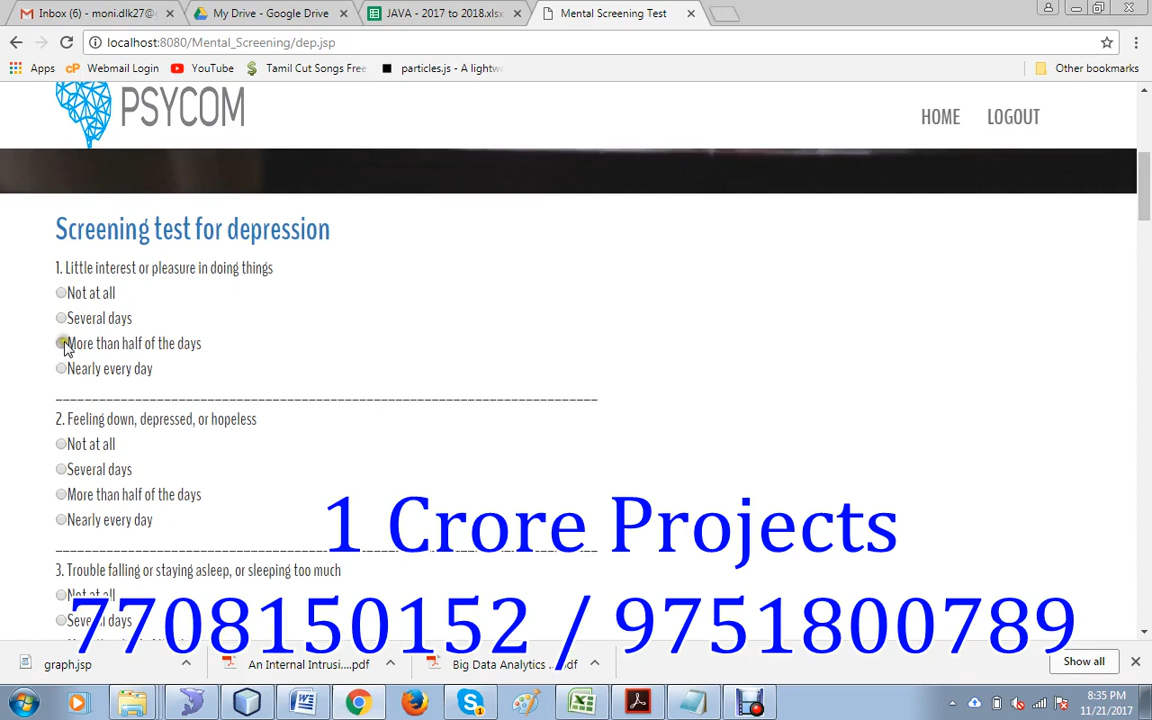 Inbox (6) - moni.dlk27@
My Drive - Google Drive
JAVA - 2017 to 2018.xlsx
Mental Screening Test
localhost:8080/Mental_Screening/dep.jsp
Apps
Webmail Login
YouTube
Tamil Cut Songs Free
particles.js - A lightw
Other bookmarks
PSYCOM
HOME
LOGOUT
Screening test for depression
1. Little interest or pleasure in doing things
Not at all
Several days
More than half of the days
Nearly every day
2. Feeling down, depressed, or hopeless
Not at all
Several days
More than half of the days
Nearly every day
1 Crore Projects
3. Trouble falling or staying asleep, or sleeping too much
Not at all
Several days
7708150152 / 9751800789
graph.jsp
An Internal Intrusi....pdf
Big Data Analytics ...df
Show all
8:35 PM
11/21/2017